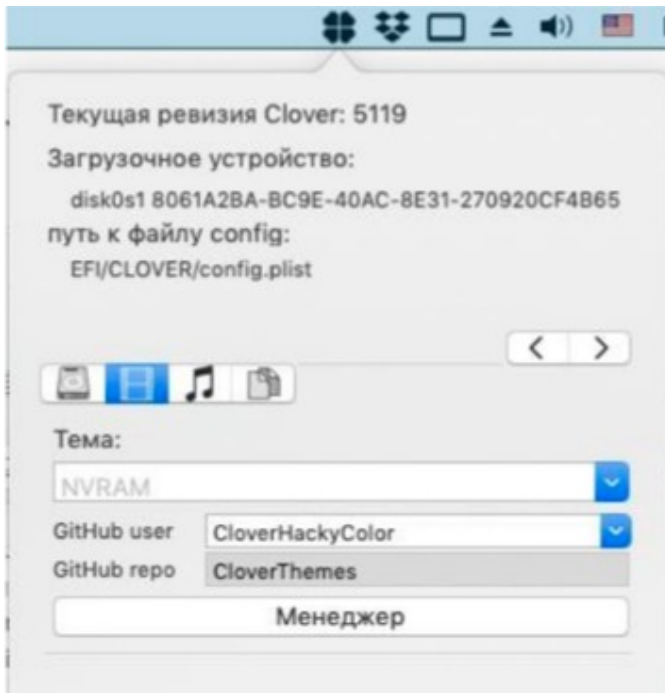 Текущая ревизия Clover: 5119
Загрузочное устройство:
disk0s1 8061A2BA-BC9E-40AC-8E31-270920CF4B65
путь к файлу config:
EFI/CLOVER/config.plist
Тема:
NVRAM
GitHub user CloverHackyColor
GitHub repo CloverThemes
Менеджер